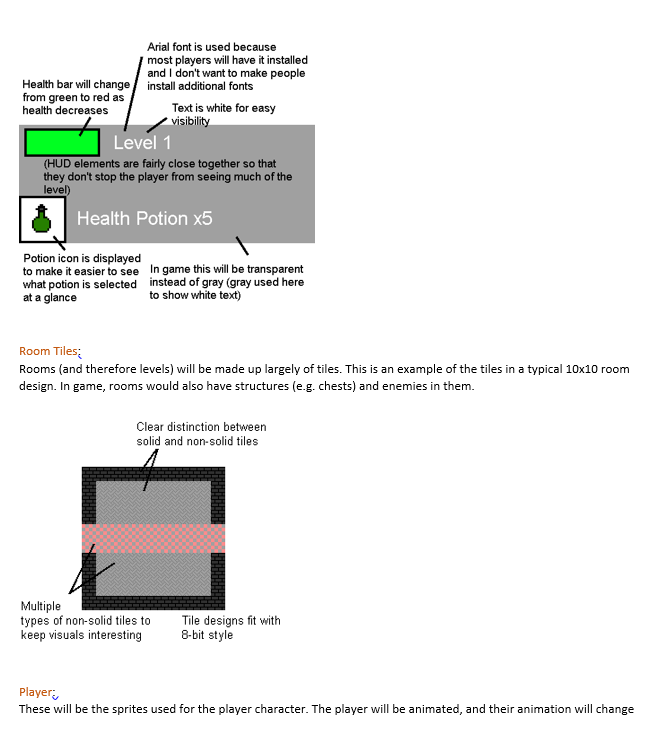 Arial font is used because
most players will have it installed
and I don't want to make people
install additional fonts
Health bar will change
from green to red as
health decreases
Text is white for easy
visibility
Level 1
(HUD elements are fairly close together so that
they don't stop the player from seeing much of the
level)
Health Potion x5
Potion icon is displayed
to make it easier to see
what potion is selected
at a glance
In game this will be transparent
instead of gray (gray used here
to show white text)
Room Tiles:
Rooms (and therefore levels) will be made up largely of tiles. This is an example of the tiles in a typical 10x10 room
design. In game, rooms would also have structures (e.g. chests) and enemies in them.
Clear distinction between
solid and non-solid tiles
Multiple
types of non-solid tiles to
keep visuals interesting
Tile designs fit with
8-bit style
Player:
These will be the sprites used for the player character. The player will be animated, and their animation will change